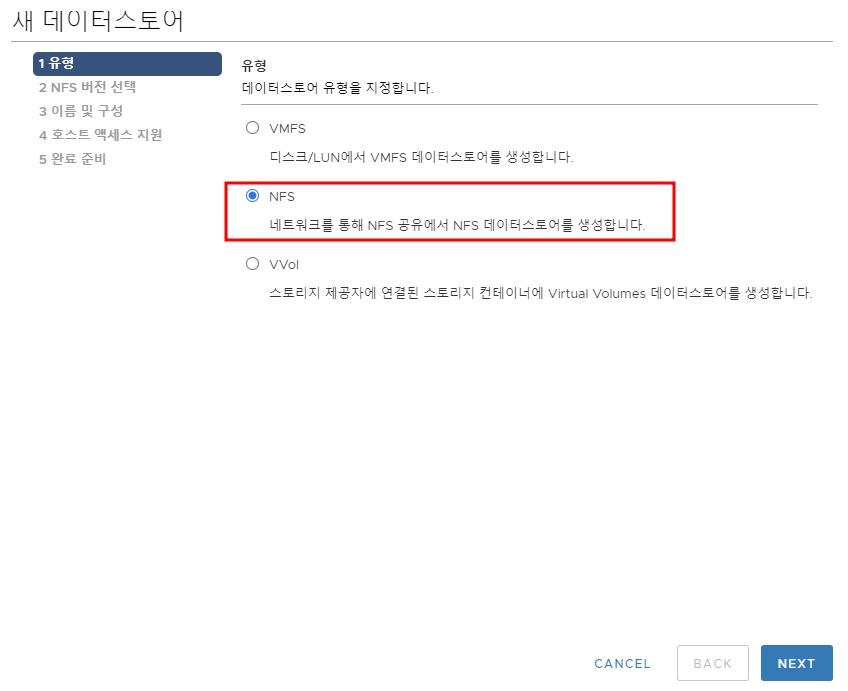 새 데이터스토어
1 유형
2 NFS 버전 선택
3 이름 및 구성
4 호스트 액세스 지원
5 완료 준비
유형
데이터스토어 유형을 지정합니다.
VMFS
디스크/LUN에서 VMFS 데이터스토어를 생성합니다.
NFS
네트워크를 통해 NFS 공유에서 NFS 데이터스토어를 생성합니다.
VVol
스토리지 제공자에 연결된 스토리지 컨테이너에 Virtual Volumes 데이터스토어를 생성합니다.
CANCEL
BACK
NEXT